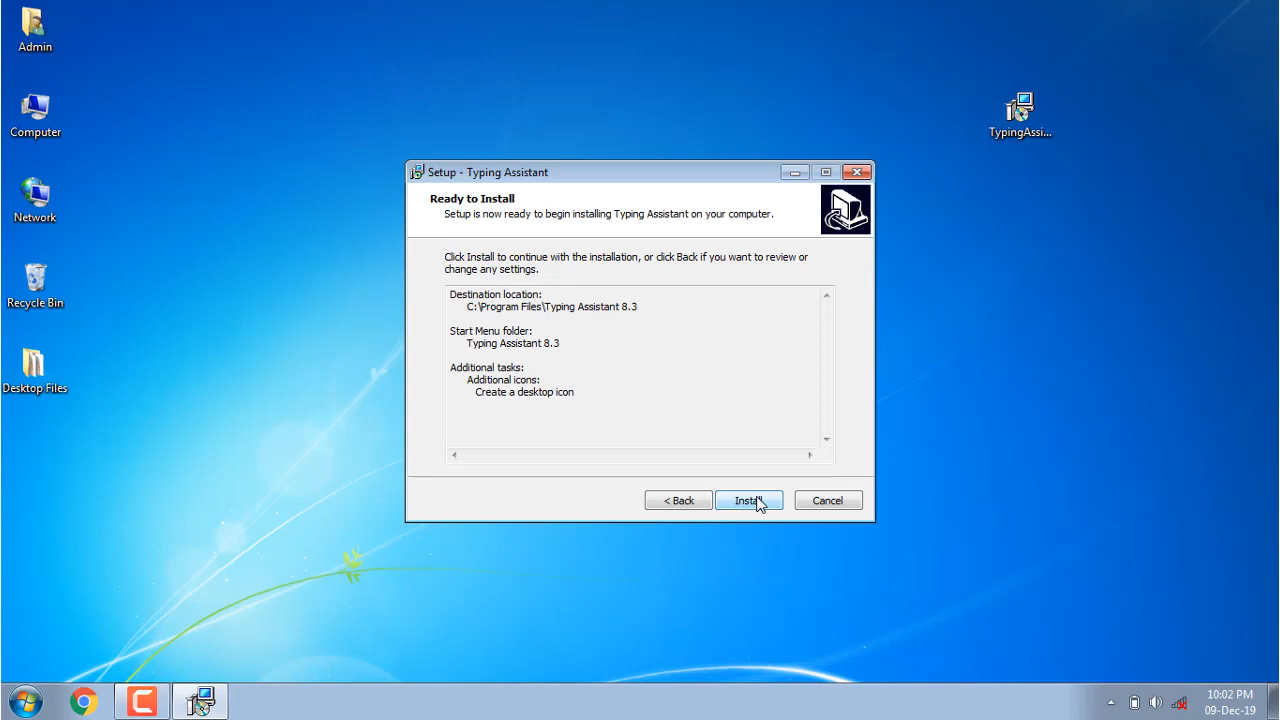 Admin
Computer
Network
Recycle Bin
Desktop Files
TypingAssi...
Setup - Typing Assistant
Ready to Install
Setup is now ready to begin installing Typing Assistant on your computer.
Click Install to continue with the installation, or click Back if you want to review or
change any settings.
Destination location:
C:\Program Files\Typing Assistant 8.3
Start Menu folder:
Typing Assistant 8.3
Additional tasks:
Additional icons:
Create a desktop icon
< Back
Install
Cancel
10:02 PM
09-Dec-19